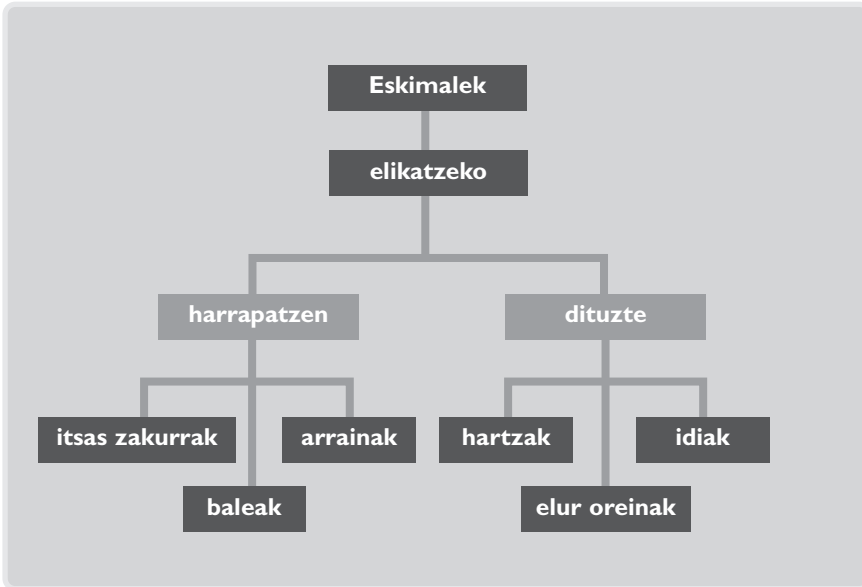 Eskimalek
elikatzeko
harrapatzen
dituzte
itsas zakurrak
arrainak
hartzak
idiak
baleak
elur oreinak